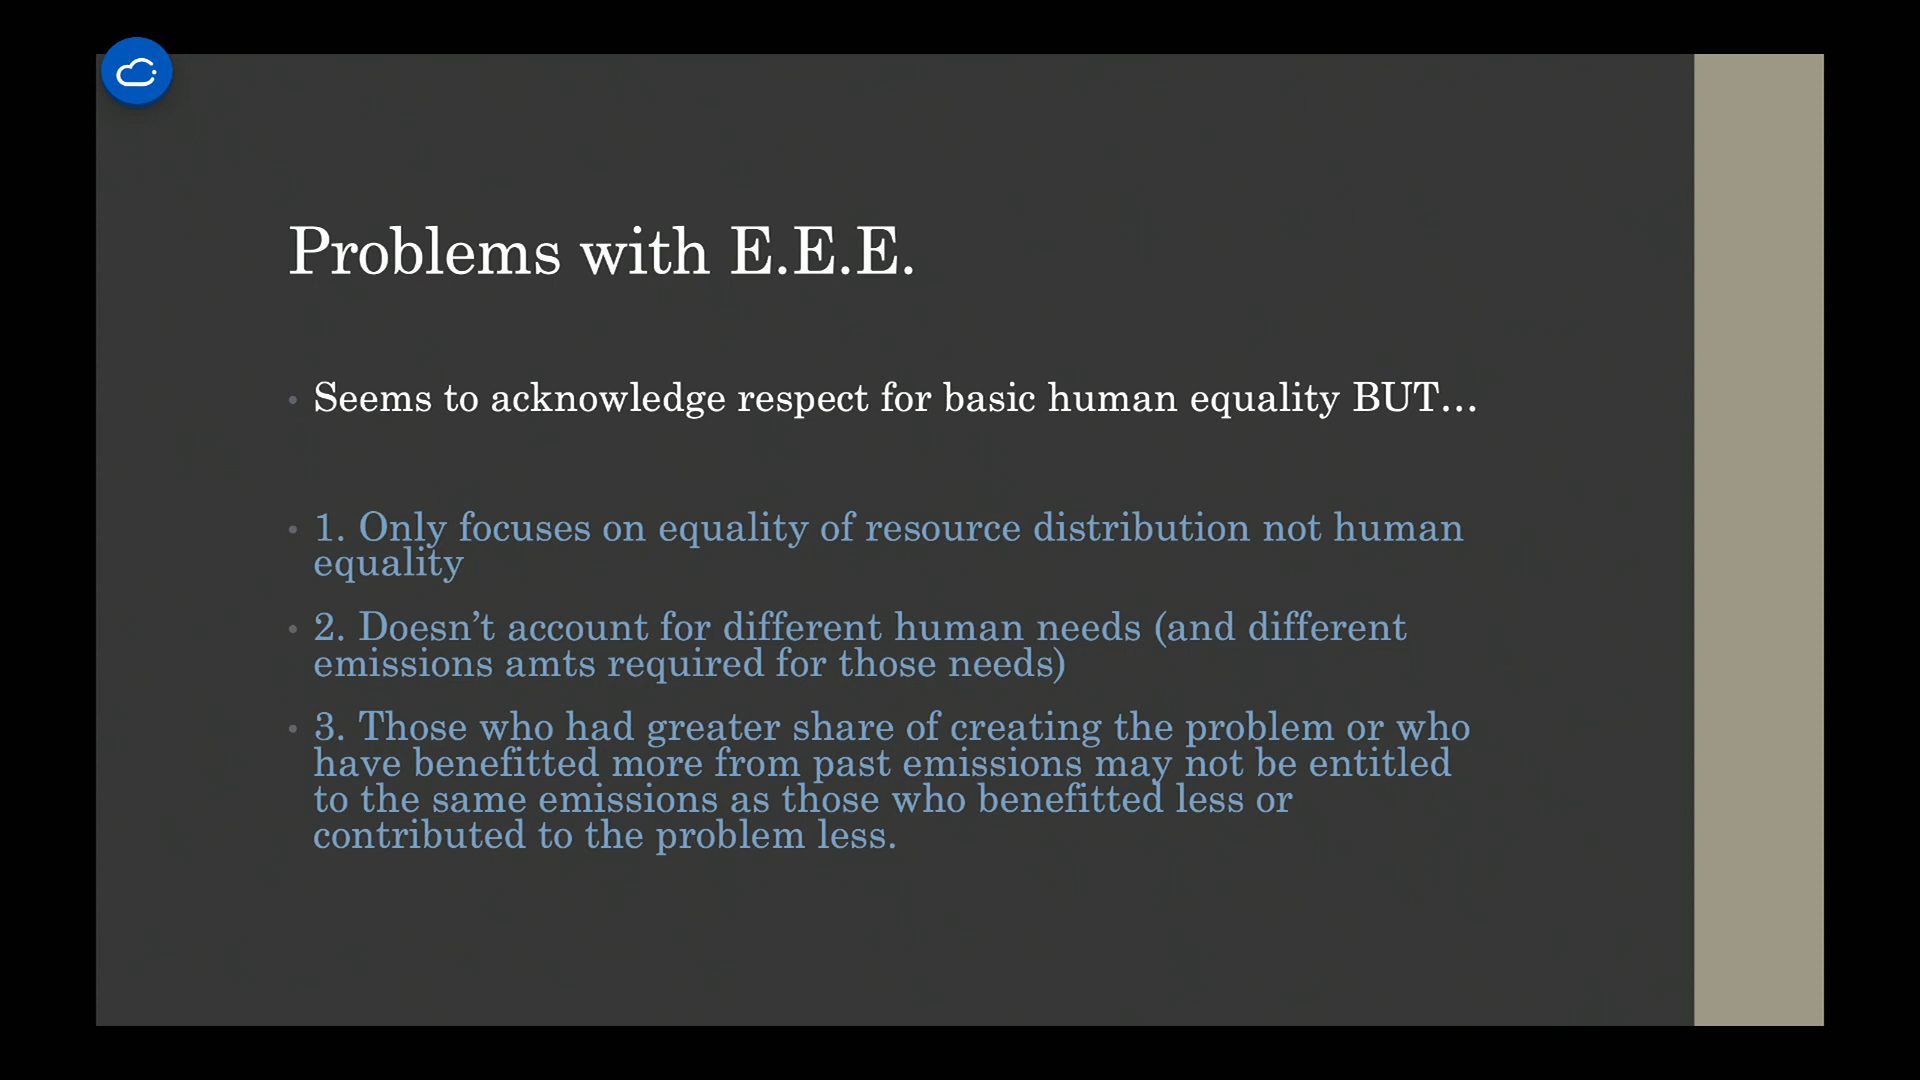 Problems with E.E.E.
• Seems to acknowledge respect for basic human equality BUT...
• 1. Only focuses on equality of resource distribution not human
equality
• 2. Doesn’t account for different human needs (and different
emissions amts required for those needs)
• 3. Those who had greater share of creating the problem or who
have benefitted more from past emissions may not be entitled
to the same emissions as those who benefitted less or
contributed to the problem less.